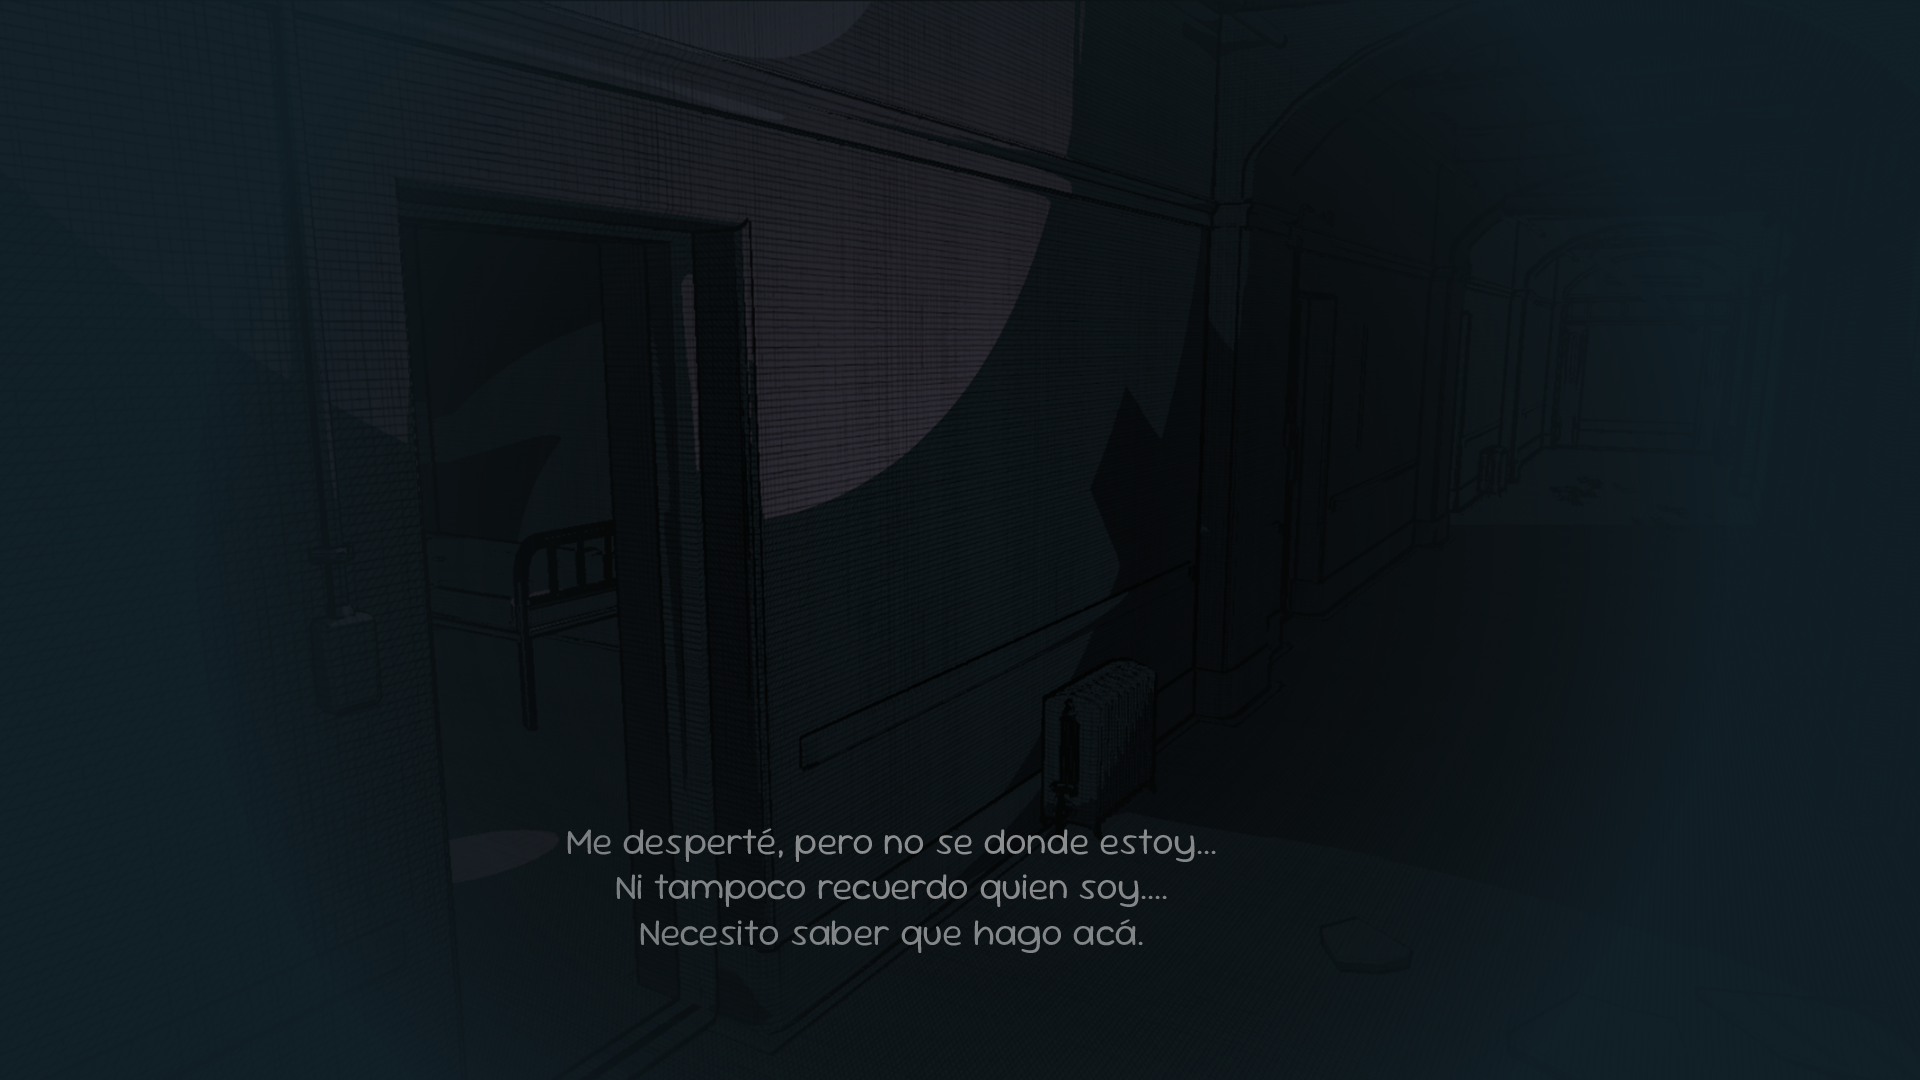 Me desperté, pero no se donde estoy...
Ni tampoco recuerdo quien soy....
Necesito saber que hago acá.